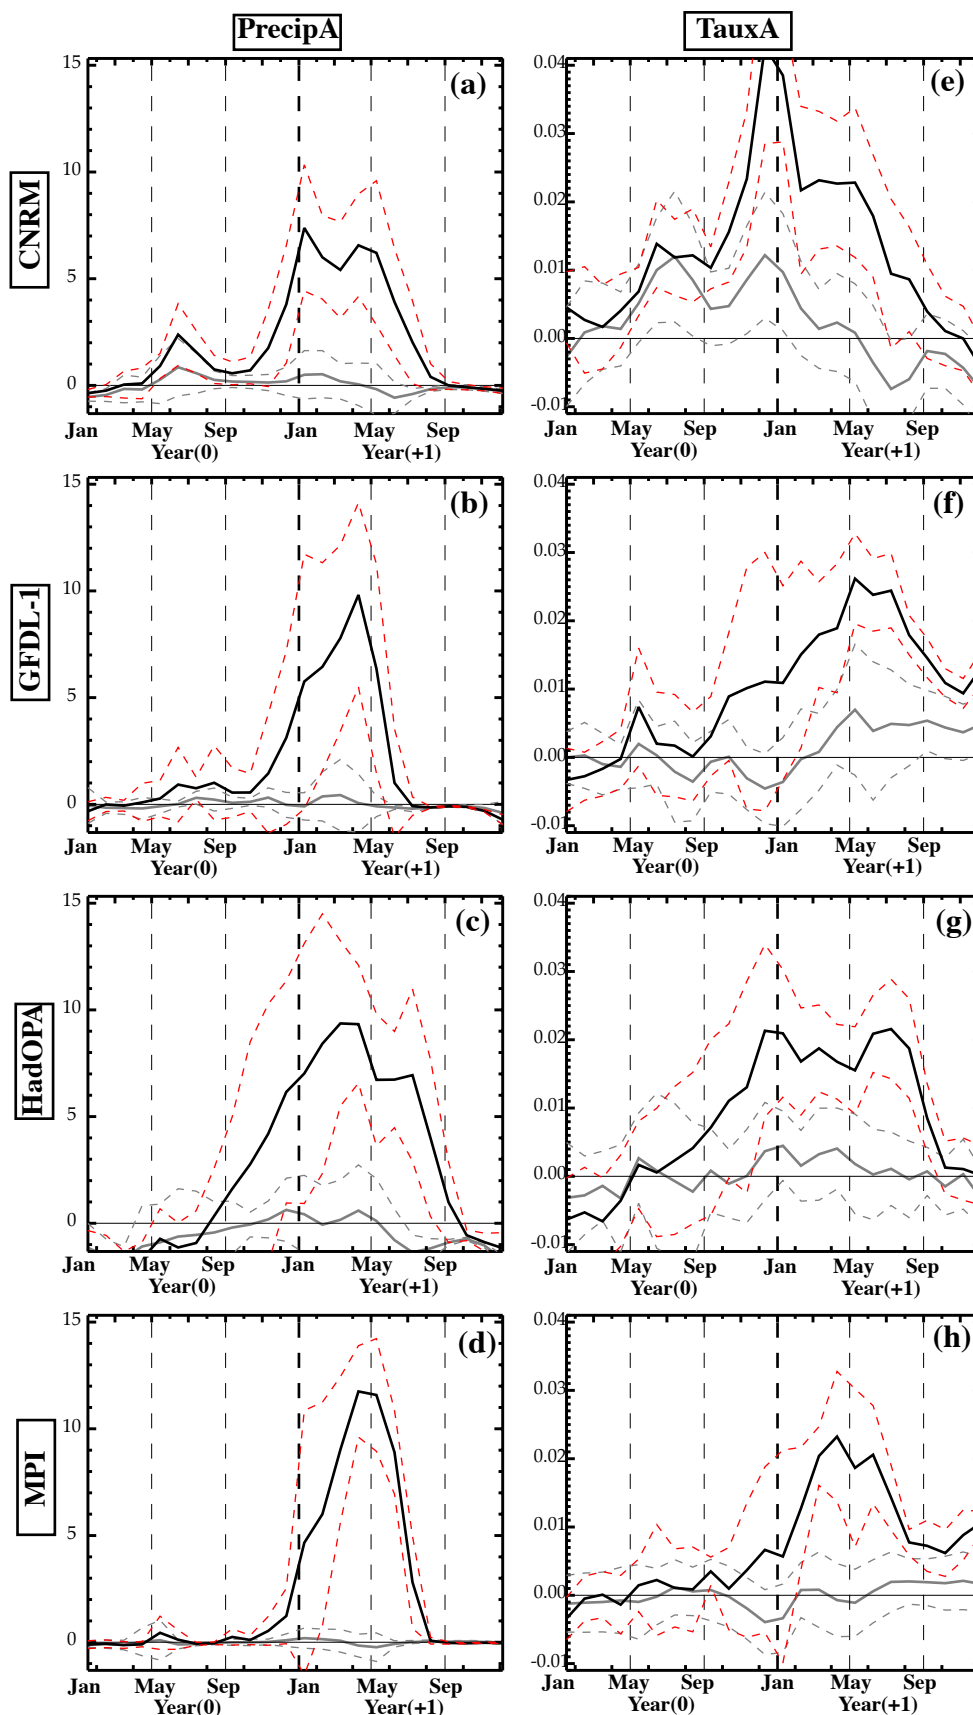 PrecipA TauxA
CNRM
15 (a) 0.04 (e)
10 0.03
0.02
5 0.01
0 0.00
-0.01
Jan May Sep Jan May Sep Jan May Sep Jan May Sep
Year(0) Year(+1) Year(0) Year(+1)
GFDL-1
15 (b) 0.04 (f)
10 0.03
0.02
5 0.01
0 0.00
-0.01
Jan May Sep Jan May Sep Jan May Sep Jan May Sep
Year(0) Year(+1) Year(0) Year(+1)
HadOPA
15 (c) 0.04 (g)
10 0.03
0.02
5 0.01
0 0.00
-0.01
Jan May Sep Jan May Sep Jan May Sep Jan May Sep
Year(0) Year(+1) Year(0) Year(+1)
MPI
15 (d) 0.04 (h)
10 0.03
0.02
5 0.01
0 0.00
-0.01
Jan May Sep Jan May Sep Jan May Sep Jan May Sep
Year(0) Year(+1) Year(0) Year(+1)